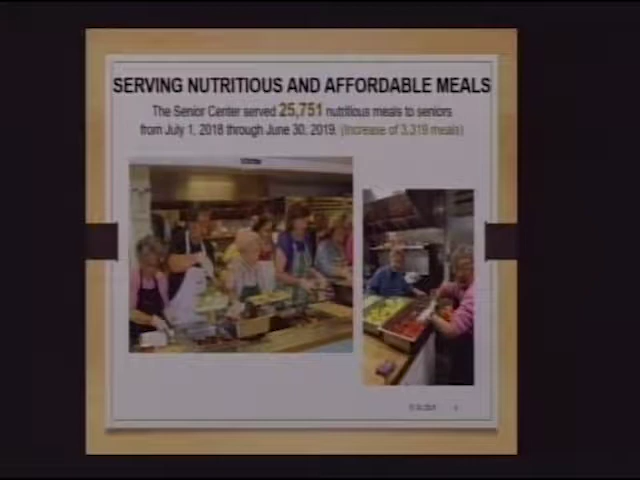 SERVING NUTRITIOUS AND AFFORDABLE MEALS
The Senior Center served 25,751 nutritious meals to seniors
from July 1, 2018 through June 30, 2019. (Increase of 3,319 meals)